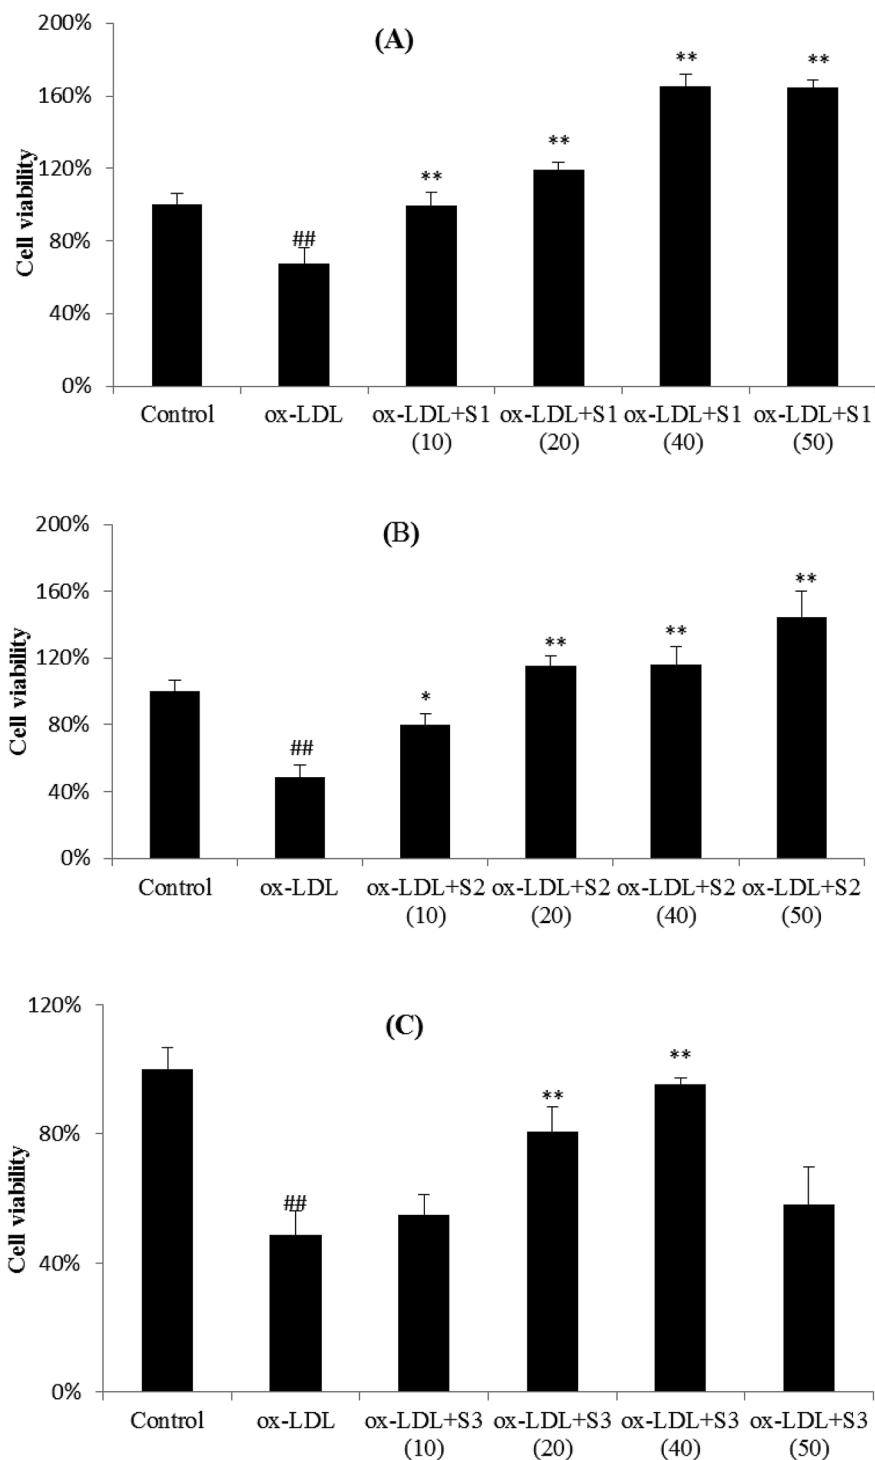 (A)
200%
160%
120%
80%
40%
0%
Cell viability
**
**
**
**
##
Control ox-LDL ox-LDL+S1 ox-LDL+S1 ox-LDL+S1 ox-LDL+S1
(10) (20) (40) (50)
(B)
200%
160%
120%
80%
40%
0%
Cell viability
**
**
**
*
##
Control ox-LDL ox-LDL+S2 ox-LDL+S2 ox-LDL+S2 ox-LDL+S2
(10) (20) (40) (50)
(C)
120%
80%
40%
0%
Cell viability
**
**
##
Control ox-LDL ox-LDL+S3 ox-LDL+S3 ox-LDL+S3 ox-LDL+S3
(10) (20) (40) (50)